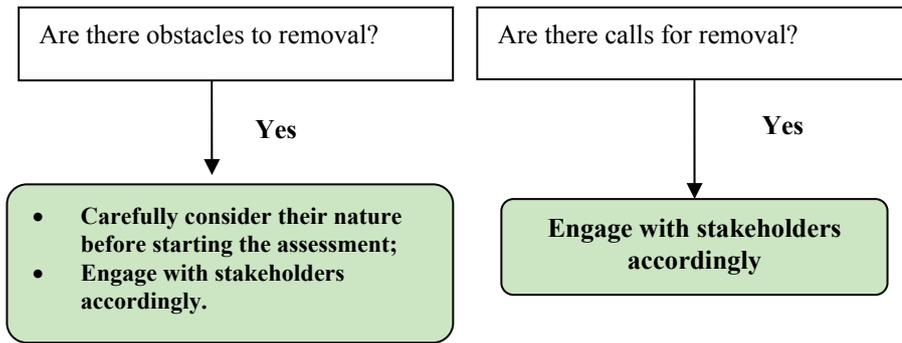 Are there obstacles to removal?
Yes
• Carefully consider their nature
before starting the assessment;
• Engage with stakeholders
accordingly.
Are there calls for removal?
Yes
Engage with stakeholders
accordingly